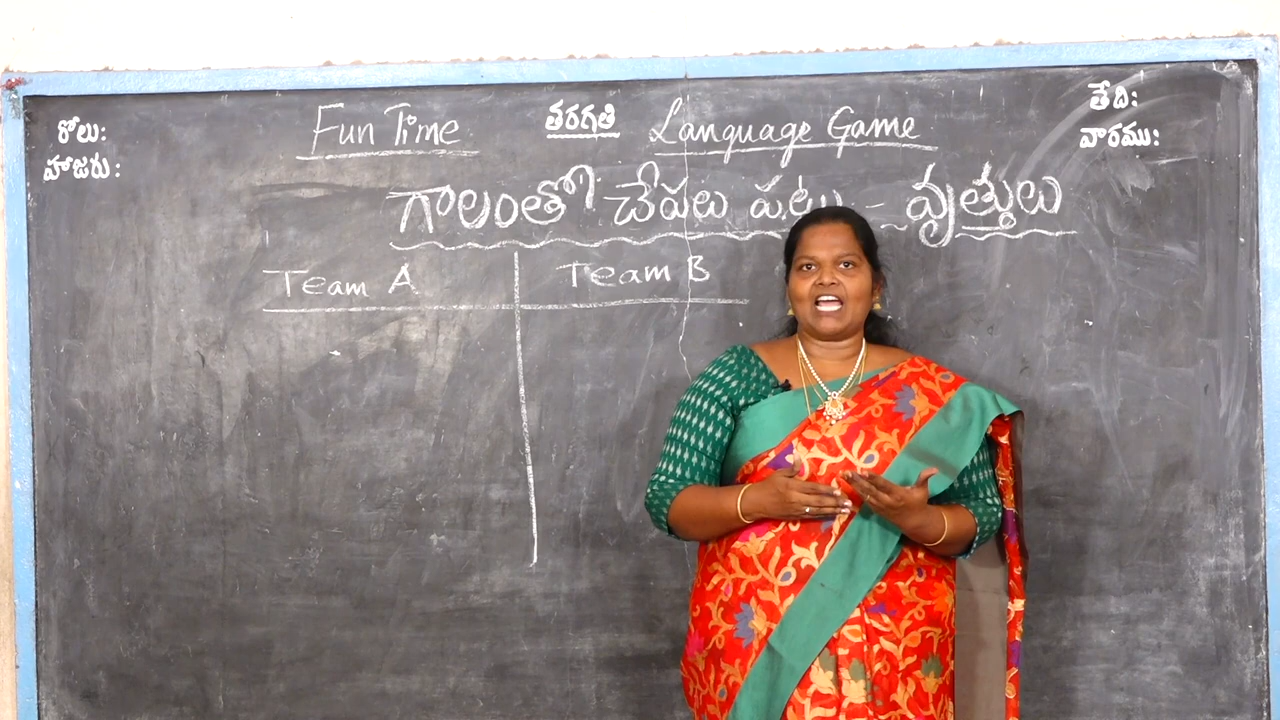 రోలు:
హాజరు:
Fun Time
తరగతి
Language Game
తేది:
వారము:
గాలంతో చేపలు పట్టు - వృత్తులు
Team A
Team B